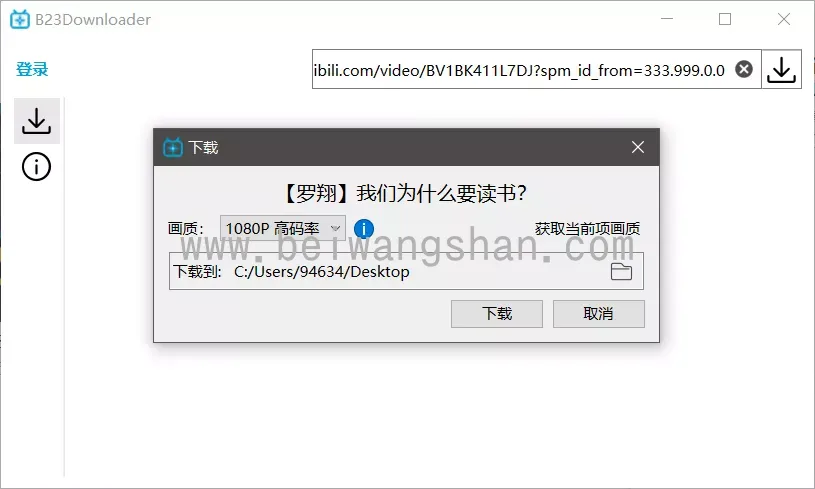 B23Downloader
登录
ibili.com/video/BV1BK411L7DJ?spm_id_from=333.999.0.0
下载
【罗翔】我们为什么要读书？
画质： 1080P 高码率 获取当前项画质
www.beiwangshan.com
下载到: C:/Users/94634/Desktop
下载 取消